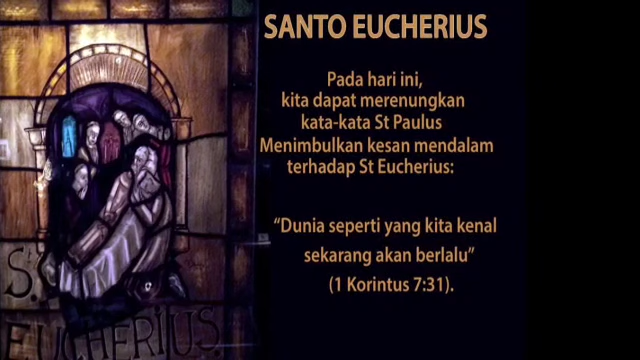 SANTO EUCHERIUS
Pada hari ini,
kita dapat merenungkan
kata-kata St Paulus
Menimbulkan kesan mendalam
terhadap St Eucherius:
“Dunia seperti yang kita kenal
sekarang akan berlalu”
(1 Korintus 7:31).
St.
EUCHERIUS.